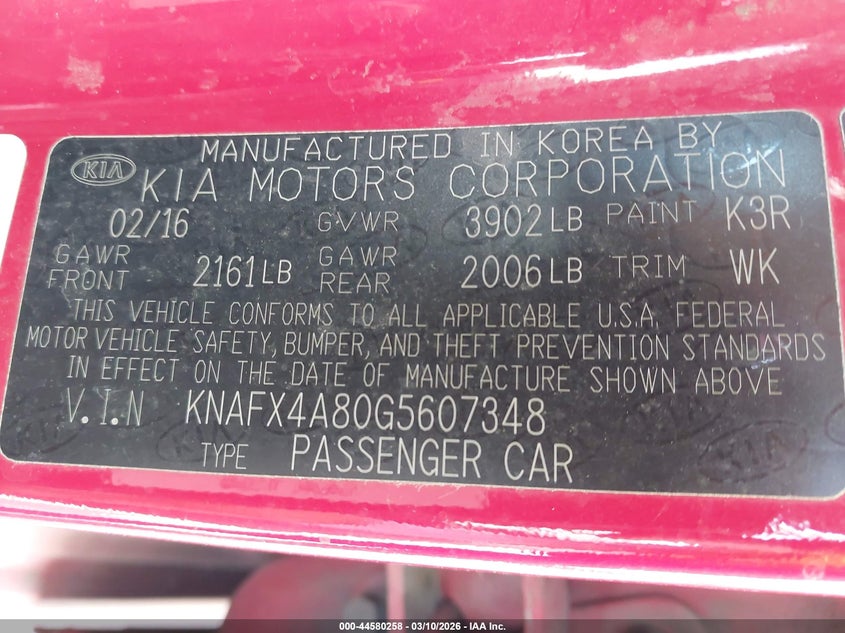 MANUFACTURED IN KOREA BY
KIA KIA MOTORS CORPORATION
02/16 GVWR 3902LB PAINT K3R
GAWR FRONT 2161LB GAWR REAR 2006LB TRIM WK
THIS VEHICLE CONFORMS TO ALL APPLICABLE U.S.A. FEDERAL
MOTOR VEHICLE SAFETY, BUMPER, AND THEFT PREVENTION STANDARDS
IN EFFECT ON THE DATE OF MANUFACTURE SHOWN ABOVE
V.I.N KNAFX4A80G5607348
TYPE PASSENGER CAR
KIA
000-44580258 - 03/10/2026 - IAA Inc.